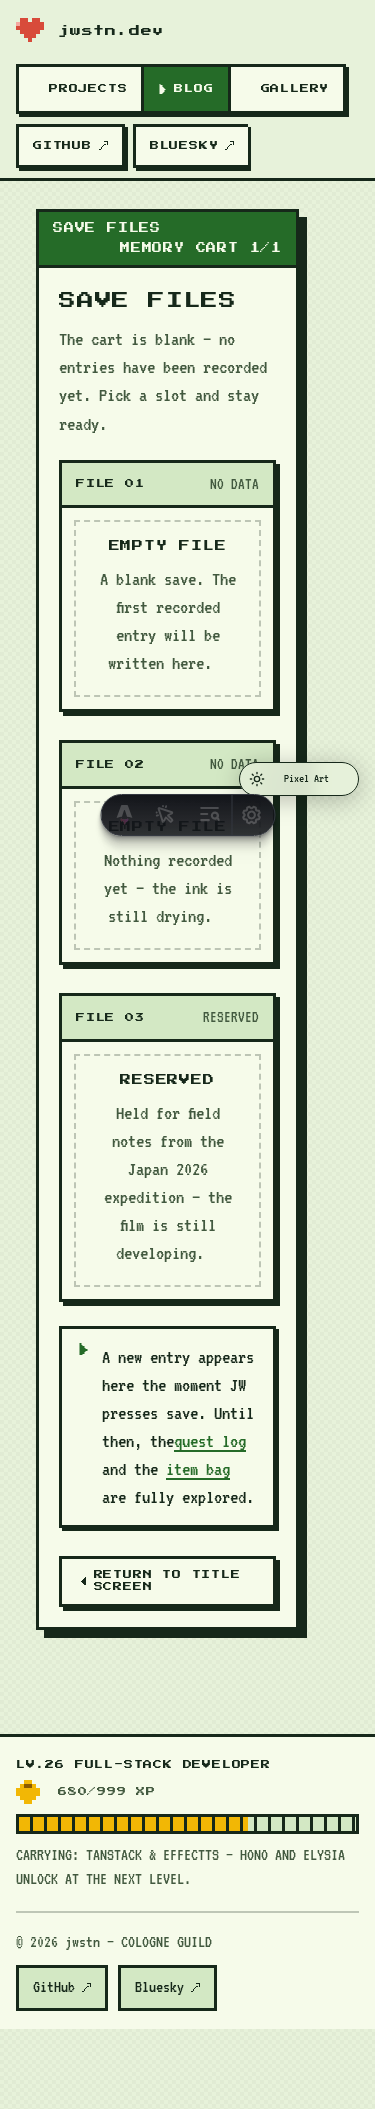 jwstn.dev
PROJECTS
BLOG
GALLERY
GITHUB ↗
BLUESKY ↗
SAVE FILES
MEMORY CART 1/1
SAVE FILES
The cart is blank – no
entries have been recorded
yet. Pick a slot and stay
ready.
FILE 01 NO DATA
EMPTY FILE
A blank save. The
first recorded
entry will be
written here.
FILE 02 NO DATA
Pixel Art
EMPTY FILE
Nothing recorded
yet – the ink is
still drying.
FILE 03 RESERVED
RESERVED
Held for field
notes from the
Japan 2026
expedition – the
film is still
developing.
A new entry appears
here the moment JW
presses save. Until
then, thequest log
and the item bag
are fully explored.
RETURN TO TITLE
SCREEN
LV.26 FULL-STACK DEVELOPER
680/999 XP
CARRYING: TANSTACK & EFFECTTS – HONO AND ELYSIA
UNLOCK AT THE NEXT LEVEL.
© 2026 jwstn – COLOGNE GUILD
GitHub ↗
Bluesky ↗